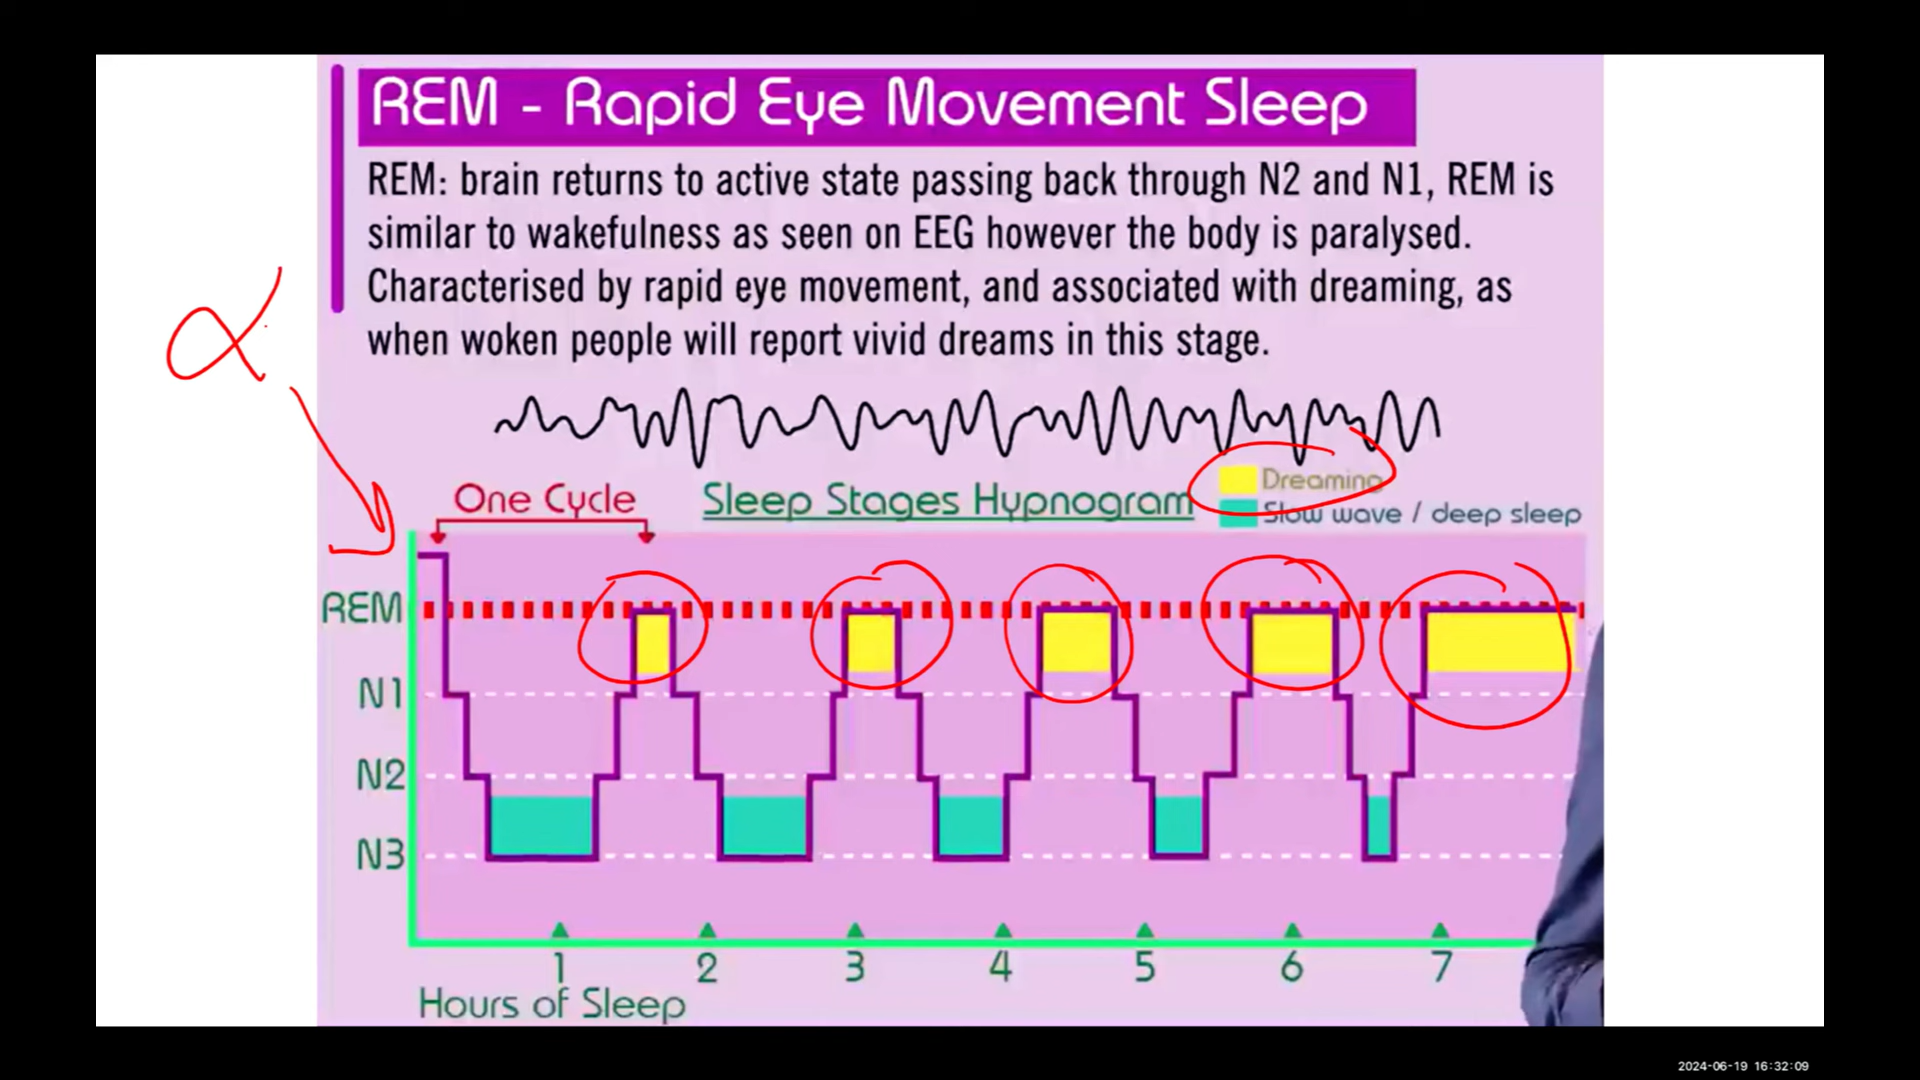 REM - Rapid Eye Movement Sleep
REM: brain returns to active state passing back through N2 and N1, REM is
similar to wakefulness as seen on EEG however the body is paralysed.
Characterised by rapid eye movement, and associated with dreaming, as
when woken people will report vivid dreams in this stage.
α
One Cycle
Sleep Stages Hypnogram
Dreaming
Slow wave / deep sleep
REM
N1
N2
N3
1 2 3 4 5 6 7
Hours of Sleep
2024-06-19 16:32:09